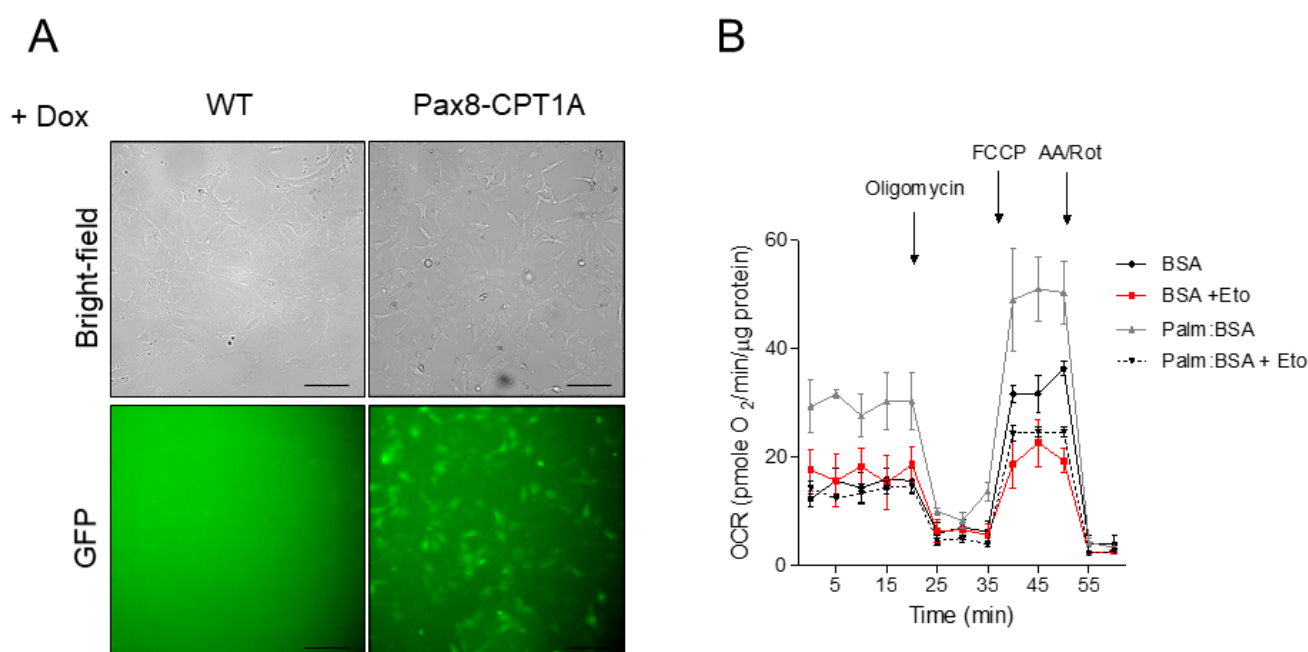 A
+ Dox
WT
Pax8-CPT1A
Bright-field
GFP
B
FCCP AA/Rot
Oligomycin
OCR (pmole O 2/min/μg protein)
60
40
20
0
5 15 25 35 45 55
Time (min)
BSA
BSA +Eto
Palm:BSA
Palm:BSA + Eto